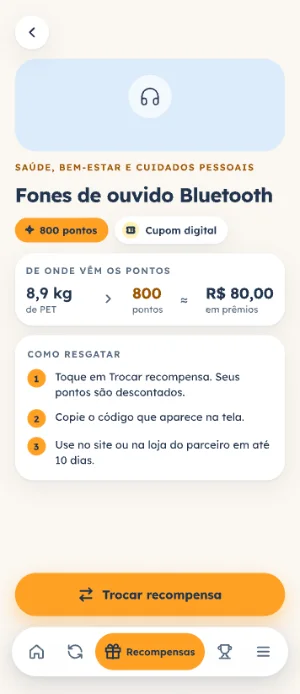 SAÚDE, BEM-ESTAR E CUIDADOS PESSOAIS
Fones de ouvido Bluetooth
800 pontos
Cupom digital
DE ONDE VÊM OS PONTOS
8,9 kg > 800 ≈ R$ 80,00
de PET pontos em prêmios
COMO RESGATAR
1 Toque em Trocar recompensa. Seus
pontos são descontados.
2 Copie o código que aparece na tela.
3 Use no site ou na loja do parceiro em até
10 dias.
Trocar recompensa
Recompensas